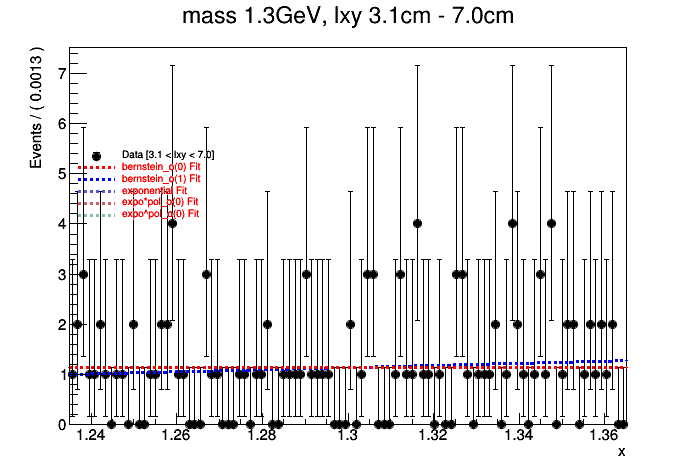 mass 1.3GeV, lxy 3.1cm - 7.0cm
Events / ( 0.0013 )
7
6
5
4
3
2
1
0
Data [3.1 < lxy < 7.0]
bernstein_o(0) Fit
bernstein_o(1) Fit
exponential Fit
expo*pol_o(0) Fit
expo^pol_o(0) Fit
1.24 1.26 1.28 1.3 1.32 1.34 1.36
x